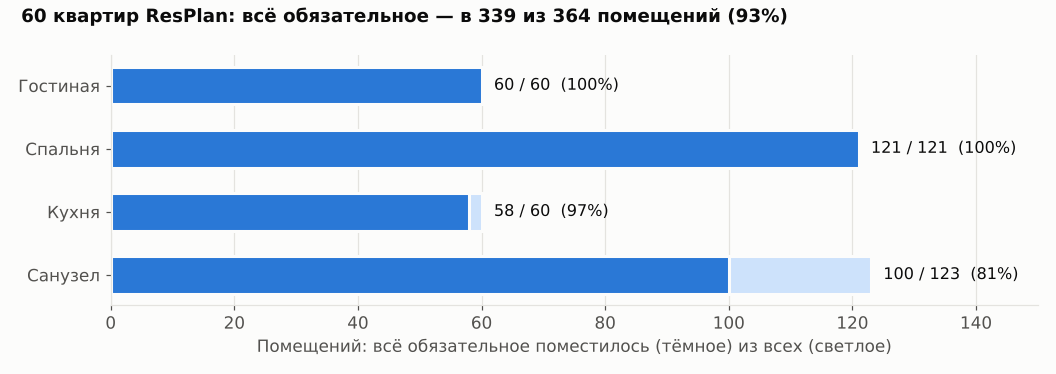 60 квартир ResPlan: всё обязательное — в 339 из 364 помещений (93%)
Гостиная 60 / 60 (100%)
Спальня 121 / 121 (100%)
Кухня 58 / 60 (97%)
Санузел 100 / 123 (81%)
0 20 40 60 80 100 120 140
Помещений: всё обязательное поместилось (тёмное) из всех (светлое)